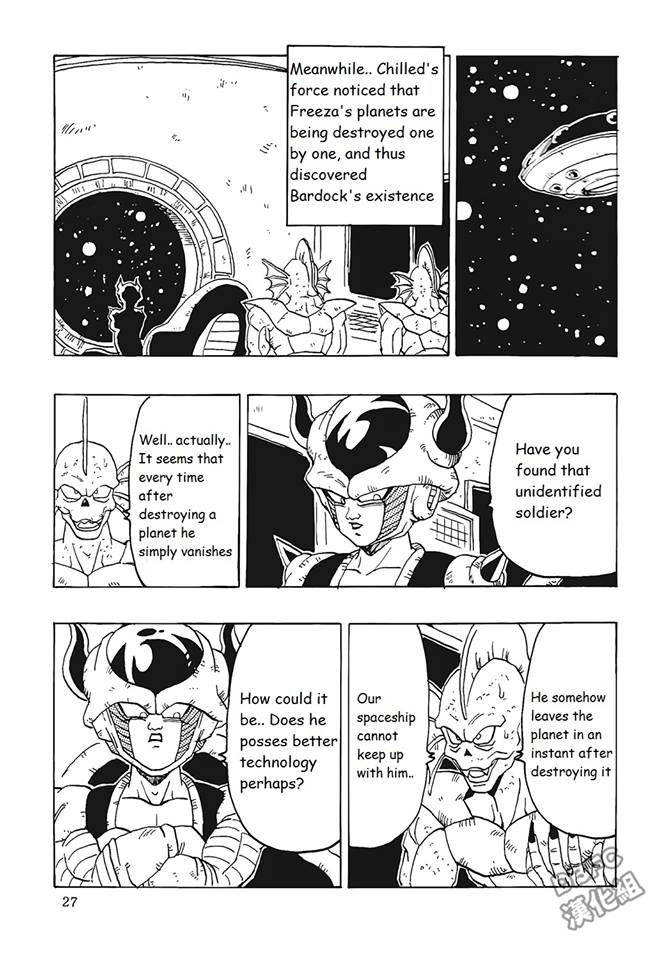 Meanwhile.. Chilled's
force noticed that
Freeza's planets are
being destroyed one
by one, and thus
discovered
Bardock's existence
Have you
found that
unidentified
soldier?
Well.. actually..
It seems that
every time
after
destroying a
planet he
simply vanishes
He somehow
leaves the
planet in an
instant after
destroying it
Our
spaceship
cannot
keep up
with him..
How could it
be.. Does he
posses better
technology
perhaps?
27
DBFC
漢化組